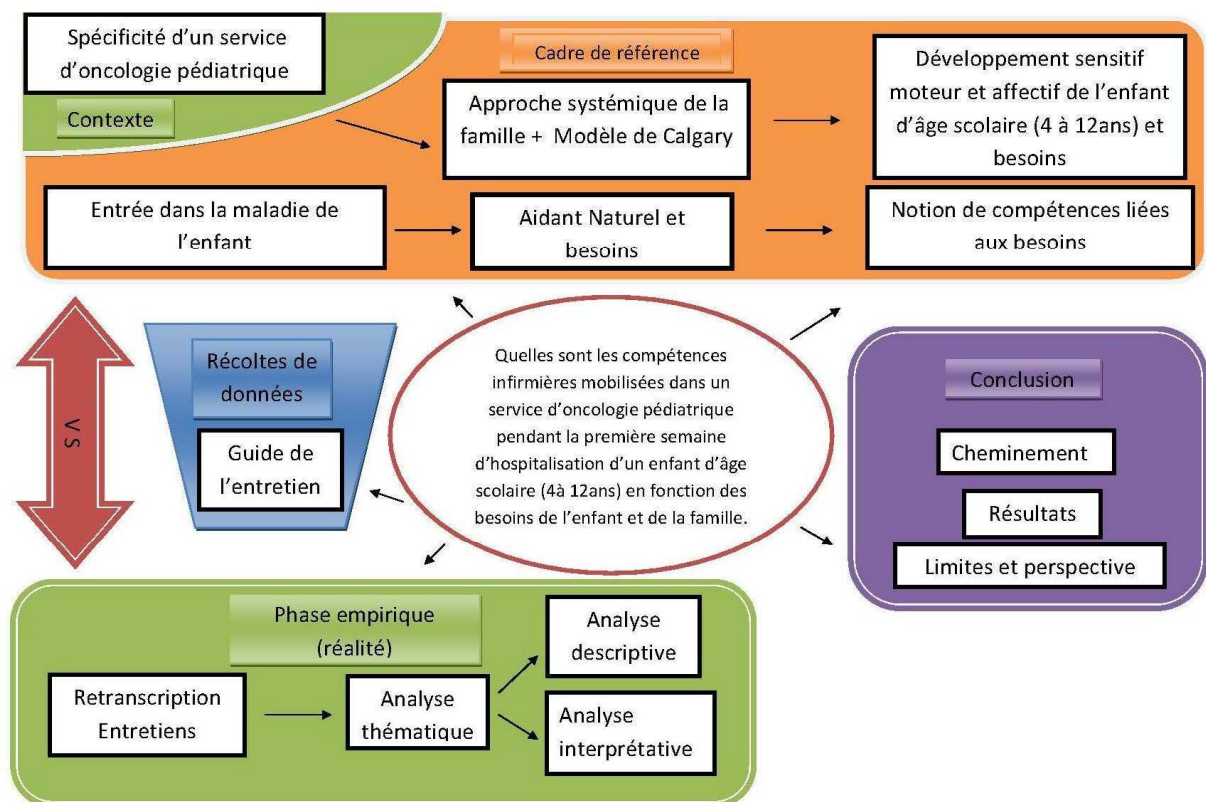 Spécificité d'un service
d'oncologie pédiatrique
Contexte
Cadre de référence
Approche systémique de la
famille + Modèle de Calgary
Développement sensitif
moteur et affectif de l'enfant
d'âge scolaire (4 à 12ans) et
besoins
Entrée dans la maladie de
l'enfant
Aidant Naturel et
besoins
Notion de compétences liées
aux besoins
V S
Récoltes de
données
Guide de
l'entretien
Quelles sont les compétences
infirmières mobilisées dans un
service d'oncologie pédiatrique
pendant la première semaine
d'hospitalisation d'un enfant d'âge
scolaire (4à 12ans) en fonction des
besoins de l'enfant et de la famille.
Conclusion
Cheminement
Résultats
Limites et perspective
Phase empirique
(réalité)
Retranscription
Entretiens
Analyse
thématique
Analyse
descriptive
Analyse
interprétative